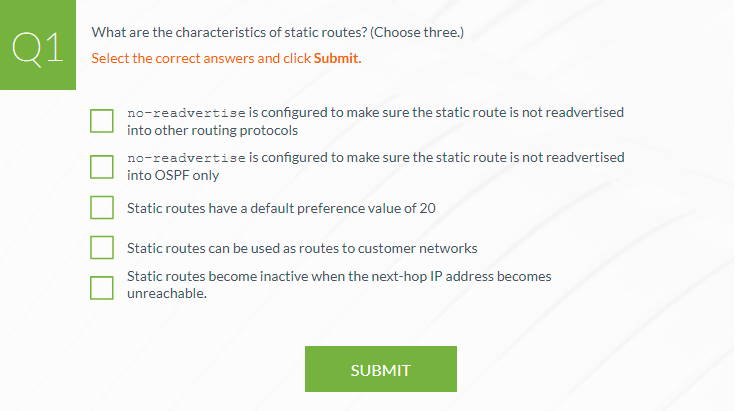 Q1
What are the characteristics of static routes? (Choose three.)
Select the correct answers and click Submit.
no-readvertise is configured to make sure the static route is not readvertised
into other routing protocols
no-readvertise is configured to make sure the static route is not readvertised
into OSPF only
Static routes have a default preference value of 20
Static routes can be used as routes to customer networks
Static routes become inactive when the next-hop IP address becomes
unreachable.
SUBMIT